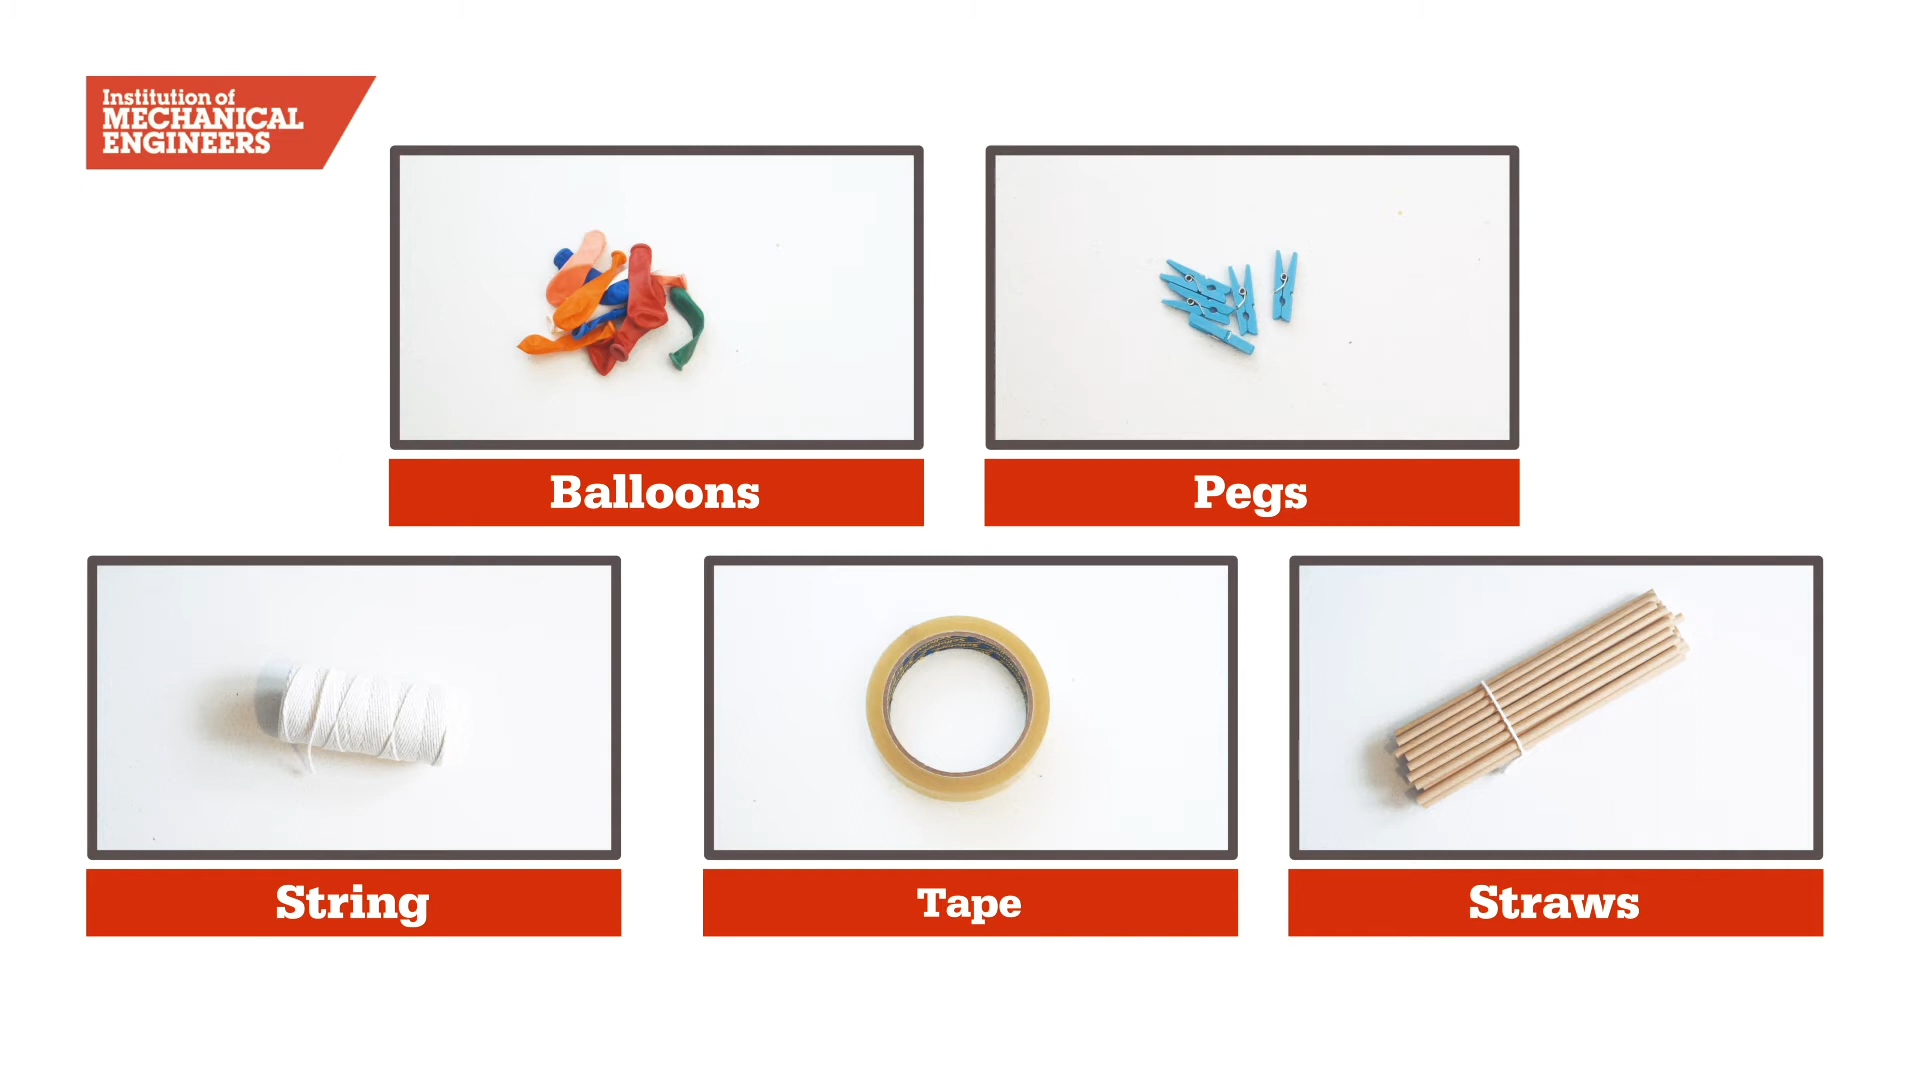 Institution of
MECHANICAL
ENGINEERS
Balloons
Pegs
String
Tape
Straws